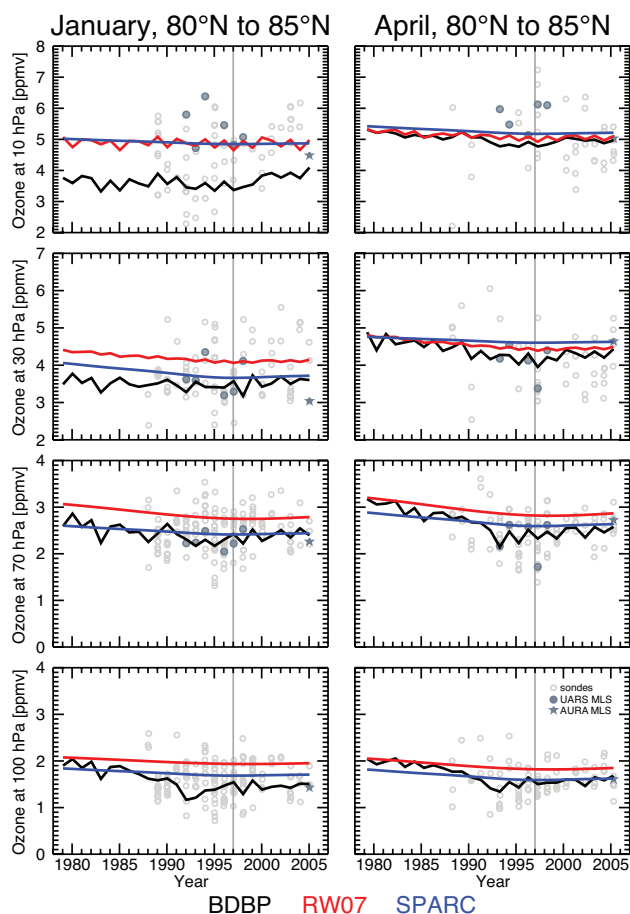 January, 80°N to 85°N
April, 80°N to 85°N
Ozone at 10 hPa [ppmv]
8
7
6
5
4
3
2
Ozone at 30 hPa [ppmv]
7
6
5
4
3
2
Ozone at 70 hPa [ppmv]
4
3
2
1
0
Ozone at 100 hPa [ppmv]
4
3
2
1
0
sondes
UARS MLS
AURA MLS
1980 1985 1990 1995 2000 2005
Year
1980 1985 1990 1995 2000 2005
Year
BDBP RW07 SPARC